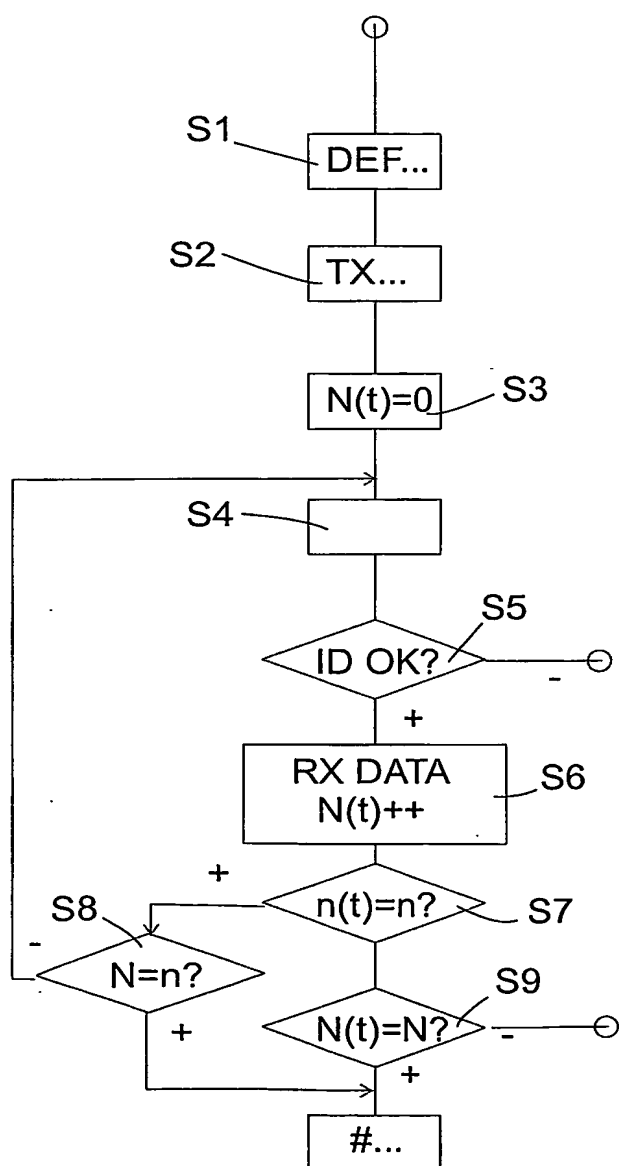 S1
DEF...
S2
TX...
N(t)=0
S3
S4
S5
ID OK?
-
+
RX DATA
N(t)++
S6
+
n(t)=n?
S7
S8
-
N=n?
+
S9
N(t)=N?
-
+
#...